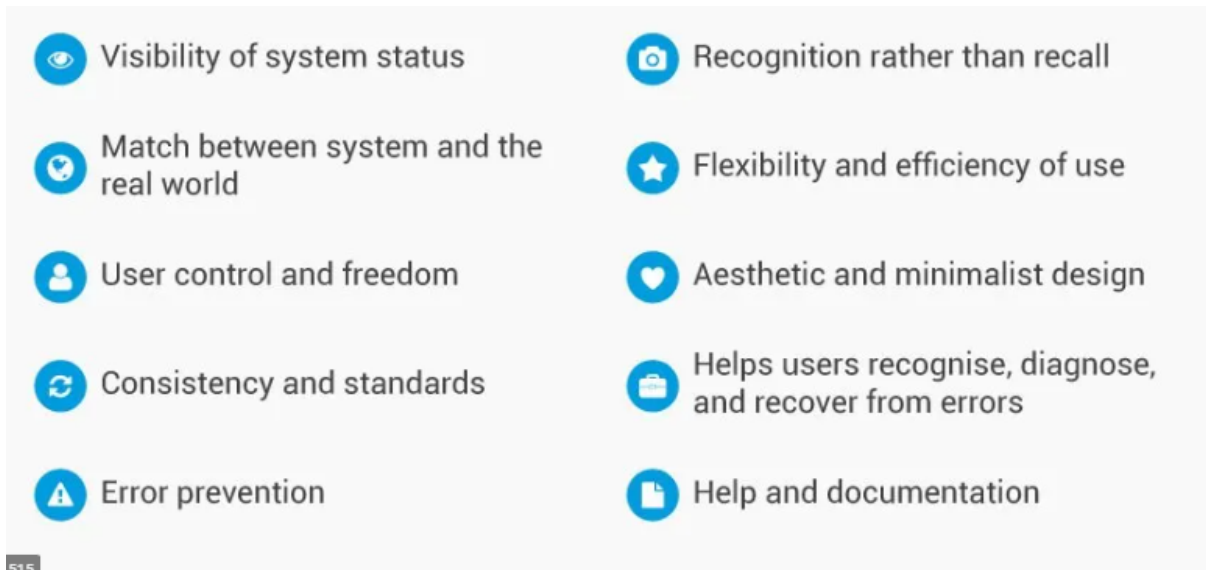 Visibility of system status
Match between system and the
real world
User control and freedom
Consistency and standards
Error prevention
Recognition rather than recall
Flexibility and efficiency of use
Aesthetic and minimalist design
Helps users recognise, diagnose,
and recover from errors
Help and documentation
515